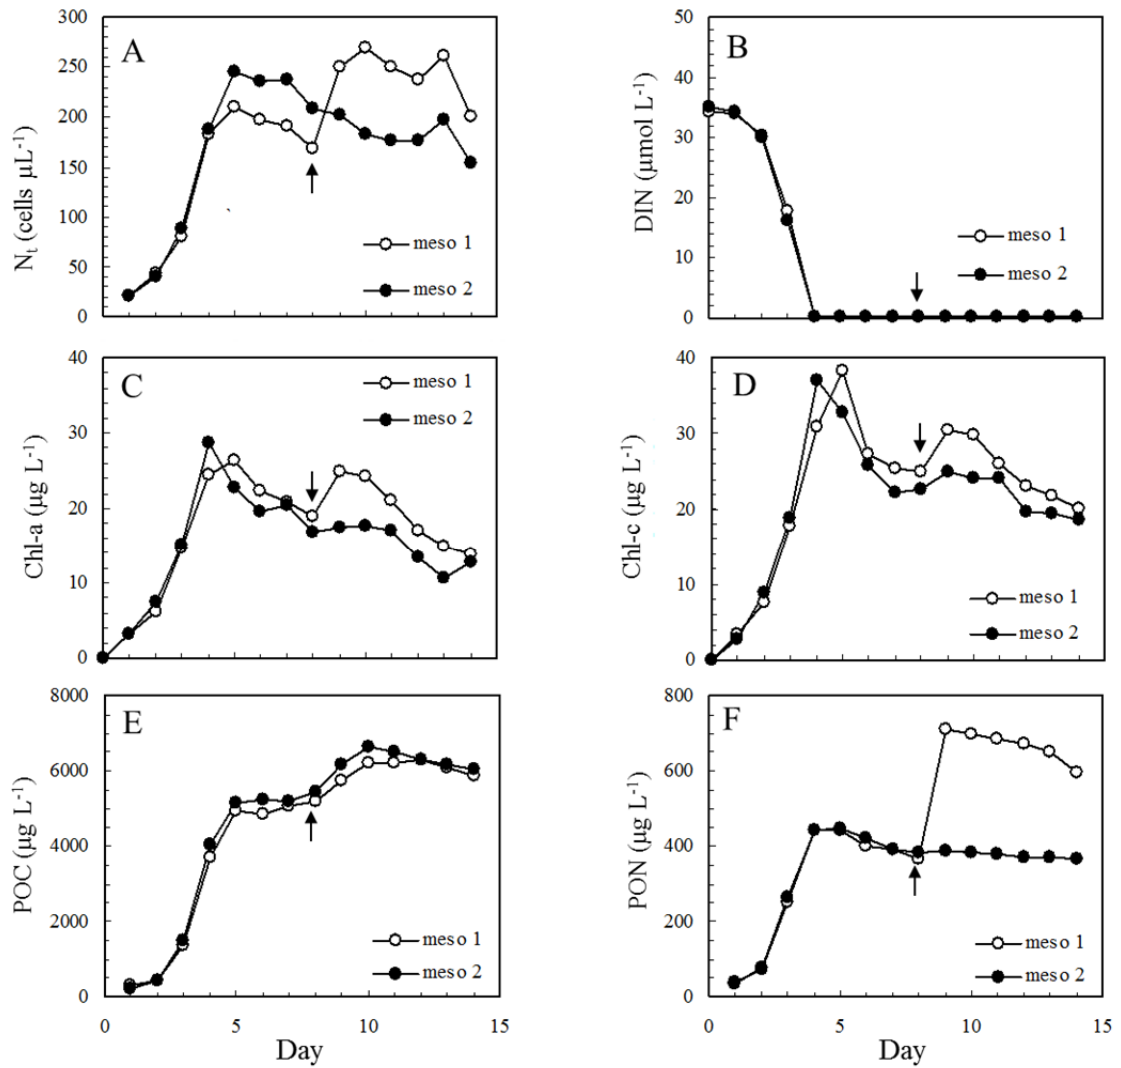 A
N_t (cells μL⁻¹)
300
250
200
150
100
50
0
meso 1
meso 2
B
DIN (μmol L⁻¹)
50
40
30
20
10
0
meso 1
meso 2
C
Chl-a (μg L⁻¹)
40
30
20
10
0
meso 1
meso 2
D
Chl-c (μg L⁻¹)
40
30
20
10
0
meso 1
meso 2
E
POC (μg L⁻¹)
8000
6000
4000
2000
0
meso 1
meso 2
0 5 10 15
Day
F
PON (μg L⁻¹)
800
600
400
200
0
meso 1
meso 2
0 5 10 15
Day